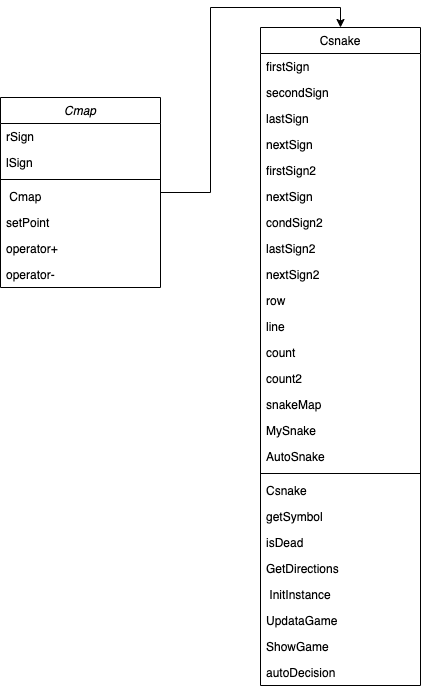 Cmap
rSign
lSign
Cmap
setPoint
operator+
operator-
Csnake
firstSign
secondSign
lastSign
nextSign
firstSign2
nextSign
condSign2
lastSign2
nextSign2
row
line
count
count2
snakeMap
MySnake
AutoSnake
Csnake
getSymbol
isDead
GetDirections
InitInstance
UpdataGame
ShowGame
autoDecision